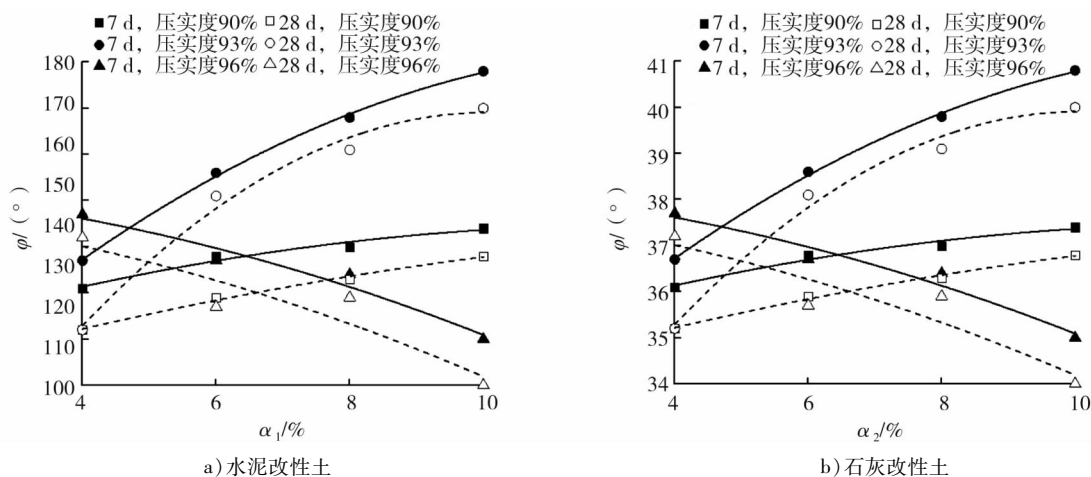 ■7 d，压实度90% □28 d，压实度90%
●7 d，压实度93% ○28 d，压实度93%
▲7 d，压实度96% △28 d，压实度96%
180
170
160
150
140
130
120
110
100
φ/（°）
4 6 8 10
α₁/%
a)水泥改性土
■7 d，压实度90% □28 d，压实度90%
●7 d，压实度93% ○28 d，压实度93%
▲7 d，压实度96% △28 d，压实度96%
41
40
39
38
37
36
35
34
φ/（°）
4 6 8 10
α₂/%
b)石灰改性土